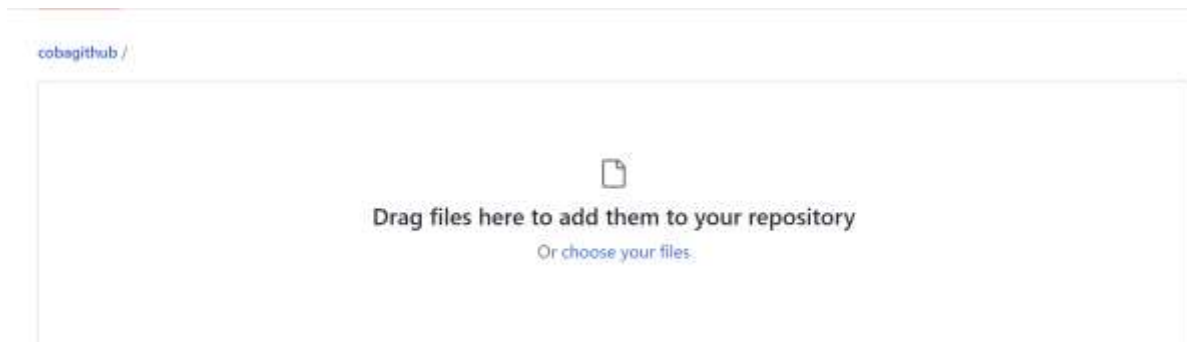 cobagithub /
Drag files here to add them to your repository
Or choose your files